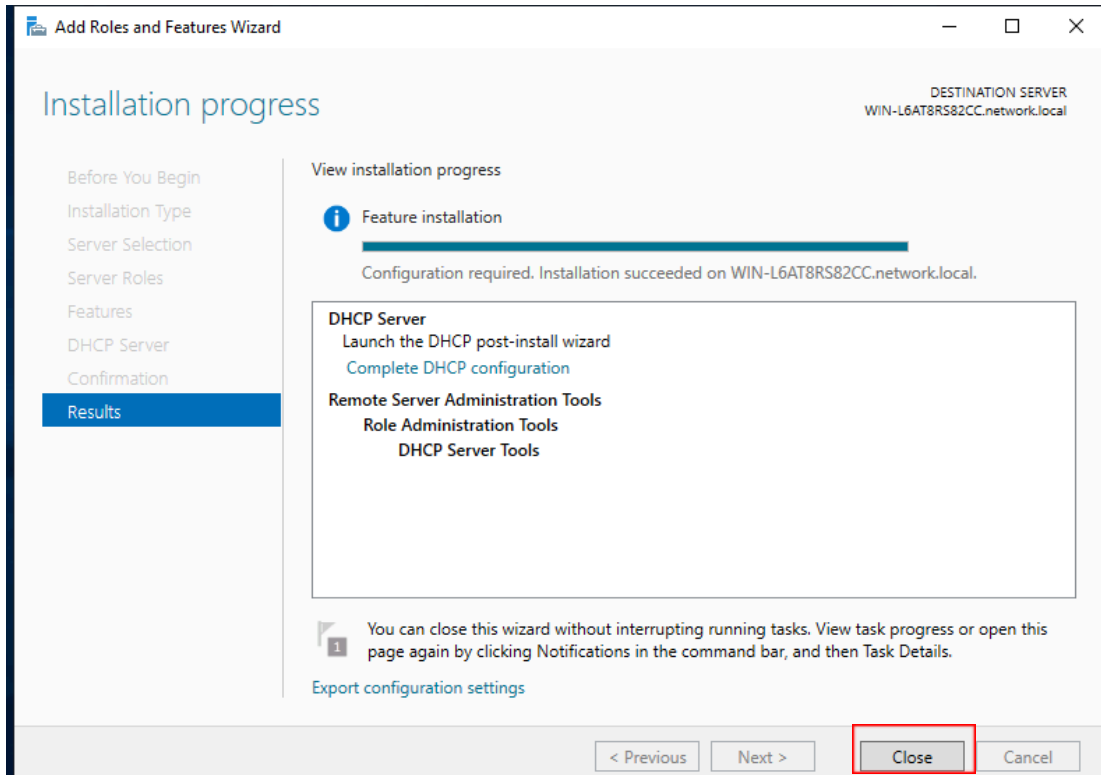 Add Roles and Features Wizard
Installation progress
DESTINATION SERVER
WIN-L6AT8RS82CC.network.local
Before You Begin
Installation Type
Server Selection
Server Roles
Features
DHCP Server
Confirmation
Results
View installation progress
Feature installation
Configuration required. Installation succeeded on WIN-L6AT8RS82CC.network.local.
DHCP Server
Launch the DHCP post-install wizard
Complete DHCP configuration
Remote Server Administration Tools
Role Administration Tools
DHCP Server Tools
1
You can close this wizard without interrupting running tasks. View task progress or open this
page again by clicking Notifications in the command bar, and then Task Details.
Export configuration settings
< Previous
Next >
Close
Cancel